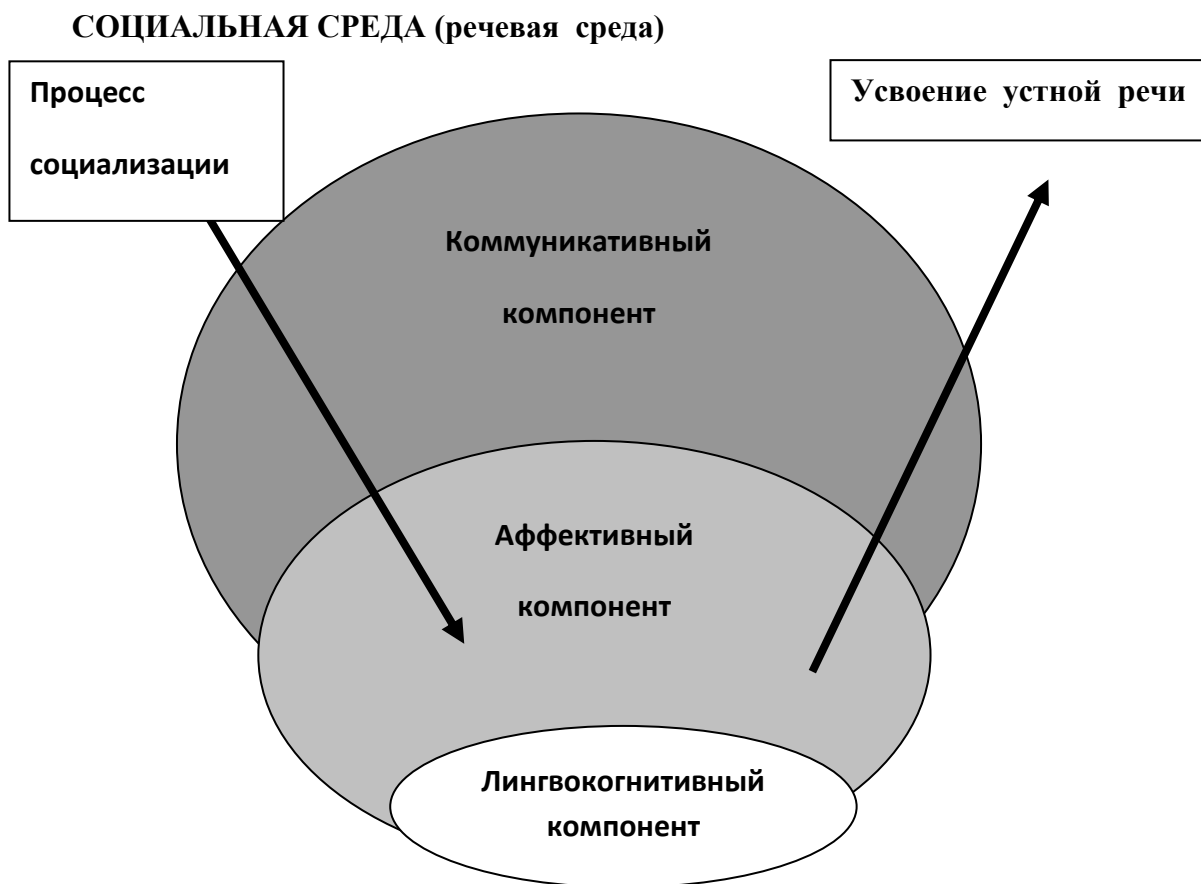 СОЦИАЛЬНАЯ СРЕДА (речевая среда)
Процесс
социализации
Усвоение устной речи
Коммуникативный
компонент
Аффективный
компонент
Лингвокогнитивный
компонент